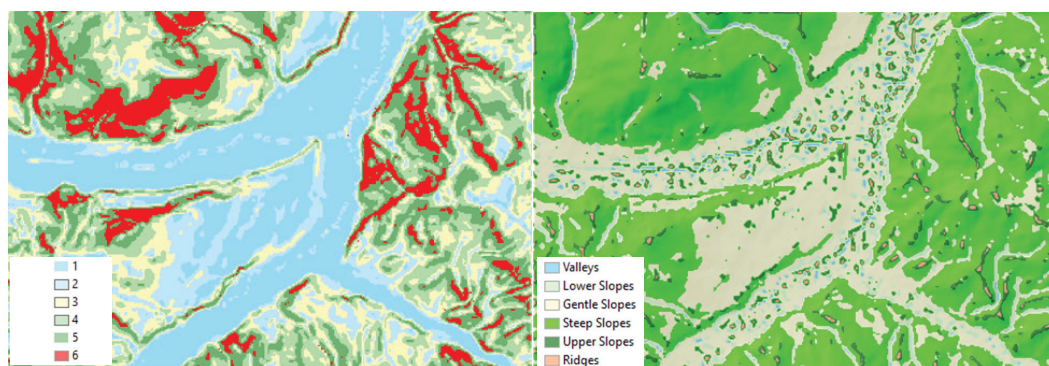 1
2
3
4
5
6
Valleys
Lower Slopes
Gentle Slopes
Steep Slopes
Upper Slopes
Ridges